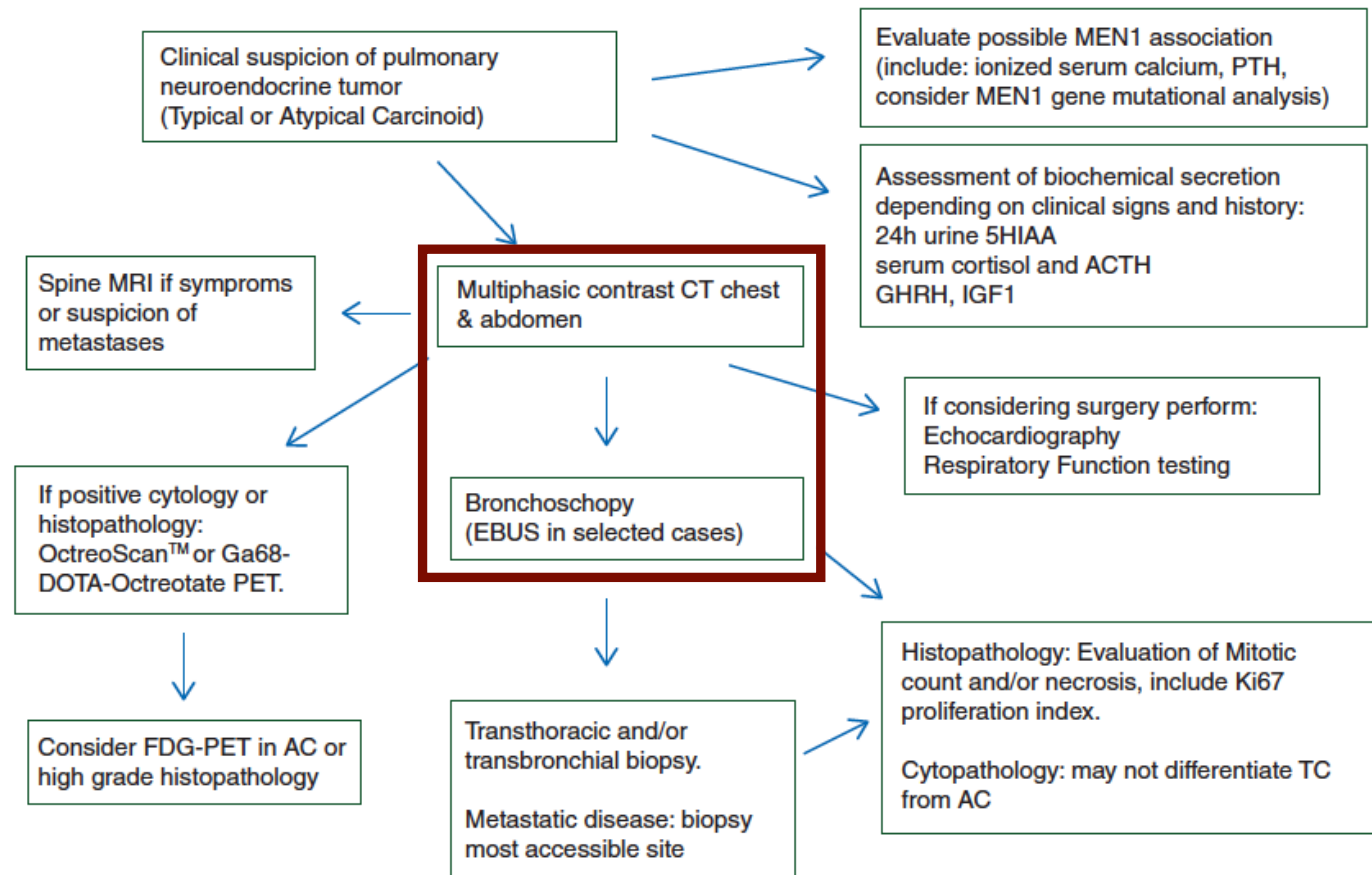 Clinical suspicion of pulmonary
neuroendocrine tumor
(Typical or Atypical Carcinoid)
Evaluate possible MEN1 association
(include: ionized serum calcium, PTH,
consider MEN1 gene mutational analysis)
Assessment of biochemical secretion
depending on clinical signs and history:
24h urine 5HIAA
serum cortisol and ACTH
GHRH, IGF1
Spine MRI if symproms
or suspicion of
metastases
Multiphasic contrast CT chest
& abdomen
If considering surgery perform:
Echocardiography
Respiratory Function testing
If positive cytology or
histopathology:
OctreoScan™ or Ga68-
DOTA-Octreotate PET.
Bronchoschopy
(EBUS in selected cases)
Histopathology: Evaluation of Mitotic
count and/or necrosis, include Ki67
proliferation index.
Cytopathology: may not differentiate TC
from AC
Consider FDG-PET in AC or
high grade histopathology
Transthoracic and/or
transbronchial biopsy.
Metastatic disease: biopsy
most accessible site